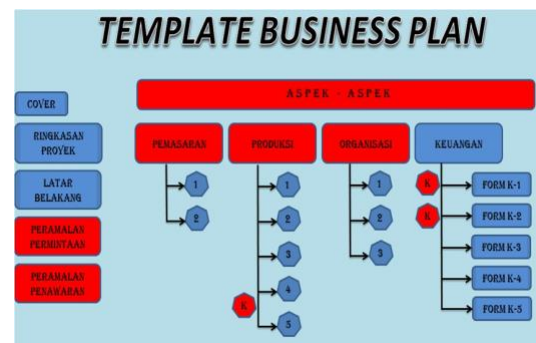 TEMPLATE BUSINESS PLAN
ASPEK - ASPEK
COVER
RINGKASAN
PROYEK
LATAR
BELAKANG
PERAMALAN
PERMINTAAN
PERAMALAN
PENAWARAN
PEMASARAN
1
2
PRODUKSI
1
2
3
4
K
5
ORGANISASI
1
2
3
KEUANGAN
K
FORM K-1
K
FORM K-2
FORM K-3
FORM K-4
FORM K-5